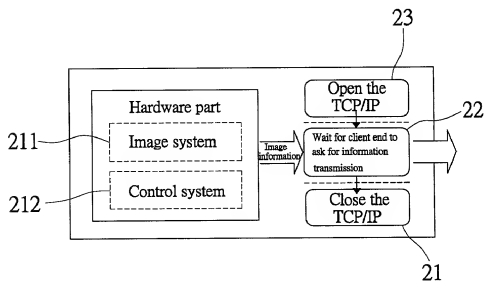 23
Open the
TCP/IP
22
Hardware part
211
Image system
Image
information
Wait for client end to
ask for information
transmission
212
Control system
Close the
TCP/IP
21